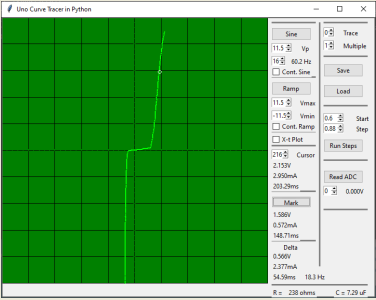 Uno Curve Tracer in Python
Sine
11.5 Vp
16 60.2 Hz
Cont. Sine
Ramp
11.5 Vmax
-11.5 Vmin
Cont. Ramp
X-t Plot
216 Cursor
2.153V
2.950mA
203.29ms
Mark
1.586V
0.572mA
148.71ms
Delta
0.566V
2.377mA
54.59ms 18.3 Hz
R = 238 ohms C = 7.29 uF
0 Trace
1 Multiple
Save
Load
0.6 Start
0.88 Step
Run Steps
Read ADC
0 0.000V